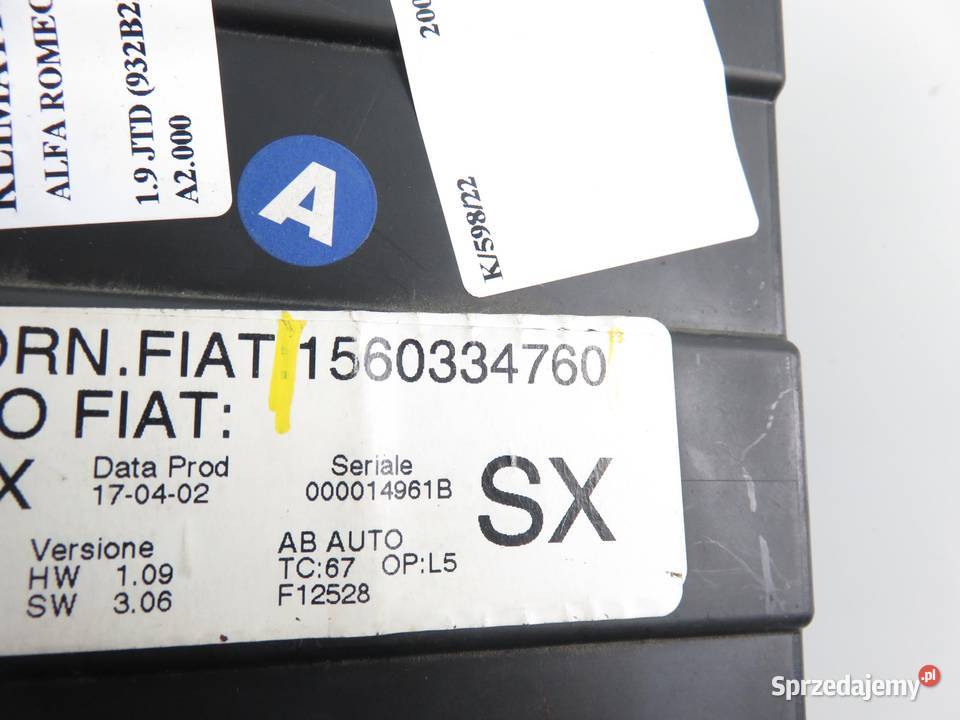 ALFA ROMEO
1.9 JTD (932B2
A2.000
200
K/598/22
A
ORN.FIAT 1560334760
O FIAT:
X
Data Prod
17-04-02
Seriale
000014961B
SX
Versione
HW 1.09
SW 3.06
AB AUTO
TC:67 OP:L5
F12528
Sprzedajemy.pl